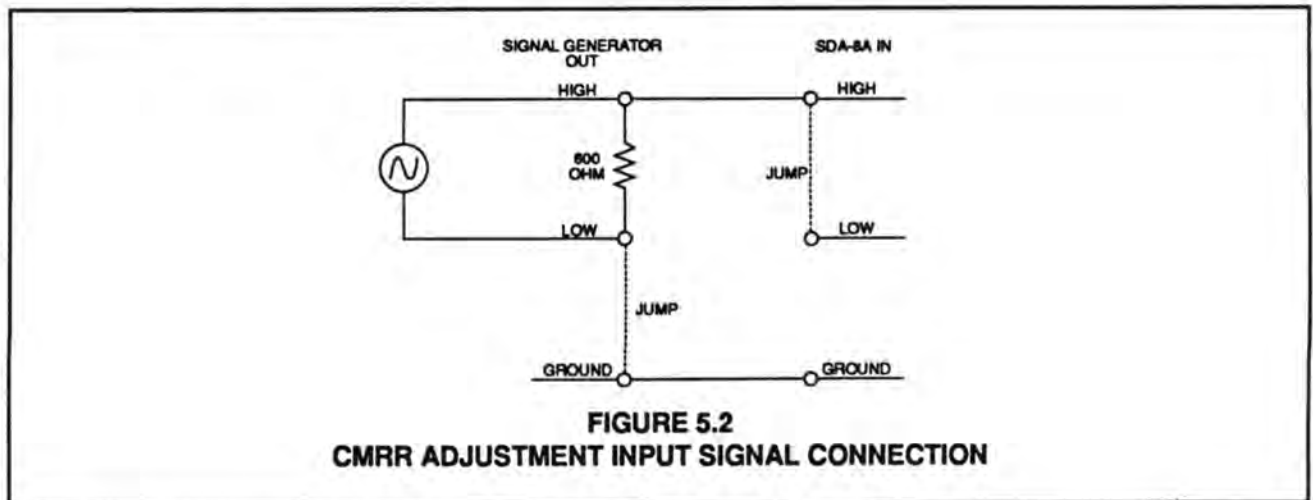 SIGNAL GENERATOR
OUT
SDA-8A IN
HIGH
HIGH
600
OHM
JUMP
LOW
LOW
JUMP
GROUND
GROUND
FIGURE 5.2
CMRR ADJUSTMENT INPUT SIGNAL CONNECTION